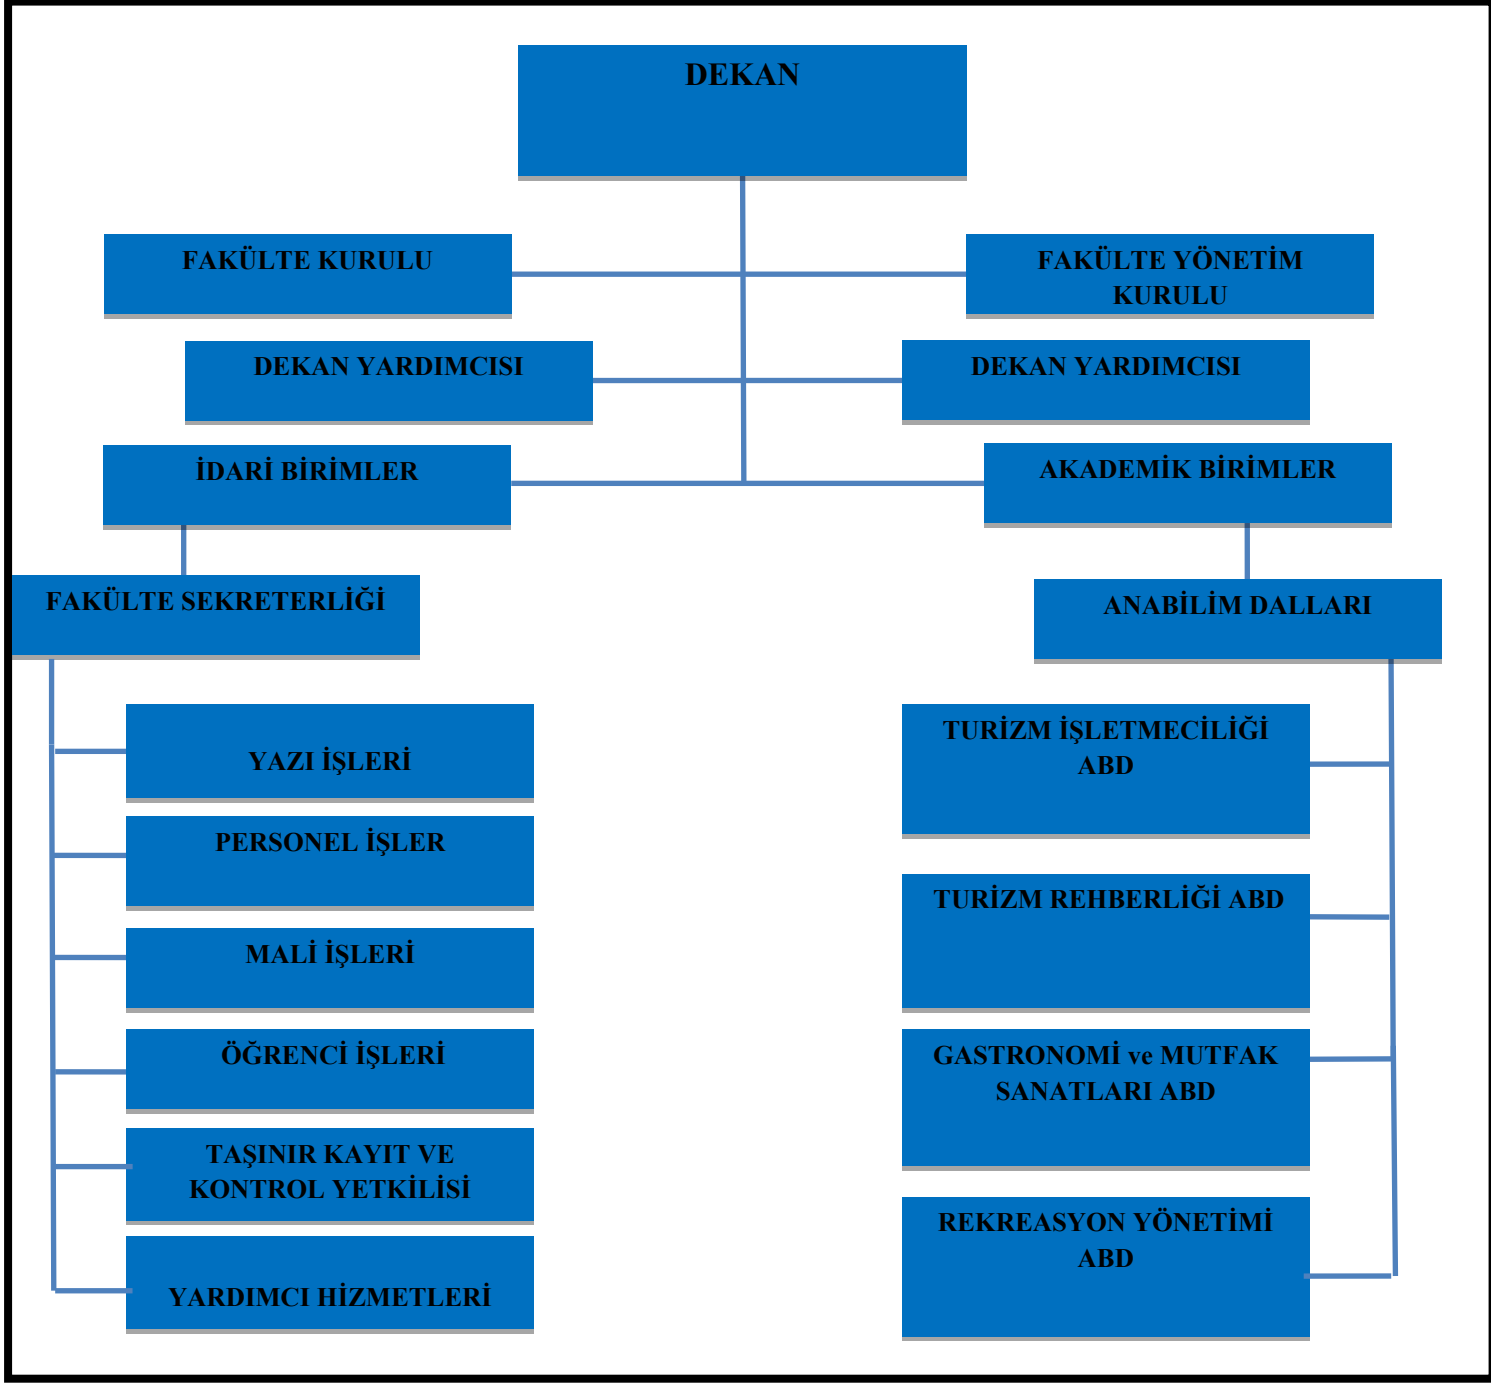 DEKAN
FAKÜLTE KURULU
FAKÜLTE YÖNETİM
KURULU
DEKAN YARDIMCISI
DEKAN YARDIMCISI
İDARİ BİRİMLER
AKADEMİK BİRİMLER
FAKÜLTE SEKRETERLİĞİ
ANABİLİM DALLARI
YAZI İŞLERİ
PERSONEL İŞLER
MALİ İŞLERİ
ÖĞRENCİ İŞLERİ
TAŞINIR KAYIT VE
KONTROL YETKİLİSİ
YARDIMCI HİZMETLERİ
TURİZM İŞLETMECİLİĞİ
ABD
TURİZM REHBERLİĞİ ABD
GASTRONOMİ ve MUTFAK
SANATLARI ABD
REKREASYON YÖNETİMİ
ABD